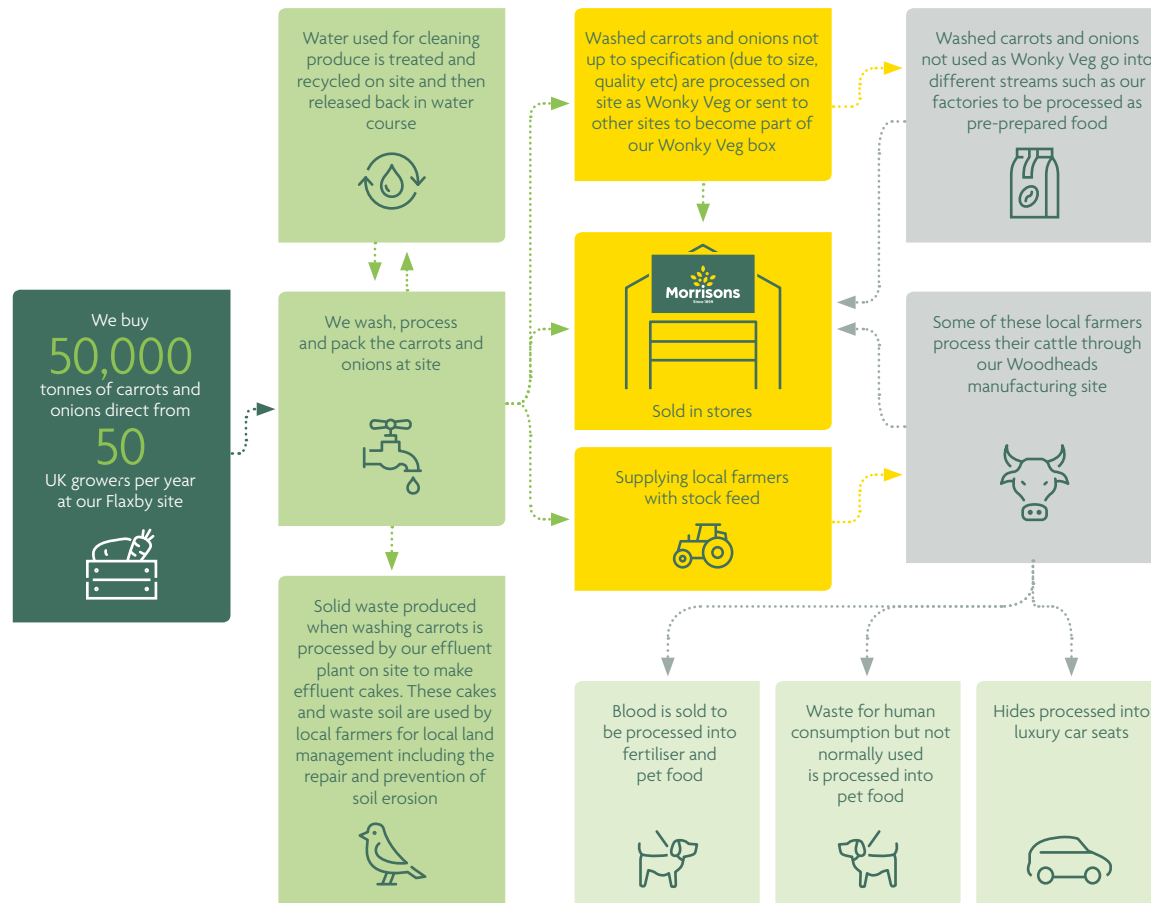 We buy
50,000
tonnes of carrots and
onions direct from
50
UK growers per year
at our Flaxby site
Water used for cleaning
produce is treated and
recycled on site and then
released back in water
course
We wash, process
and pack the carrots and
onions at site
Solid waste produced
when washing carrots is
processed by our effluent
plant on site to make
effluent cakes. These cakes
and waste soil are used by
local farmers for local land
management including the
repair and prevention of
soil erosion
Washed carrots and onions not
up to specification (due to size,
quality etc) are processed on
site as Wonky Veg or sent to
other sites to become part of
our Wonky Veg box
Morrisons
Since 1899
Sold in stores
Supplying local farmers
with stock feed
Washed carrots and onions
not used as Wonky Veg go into
different streams such as our
factories to be processed as
pre-prepared food
Some of these local farmers
process their cattle through
our Woodheads
manufacturing site
Blood is sold to
be processed into
fertiliser and
pet food
Waste for human
consumption but not
normally used
is processed into
pet food
Hides processed into
luxury car seats